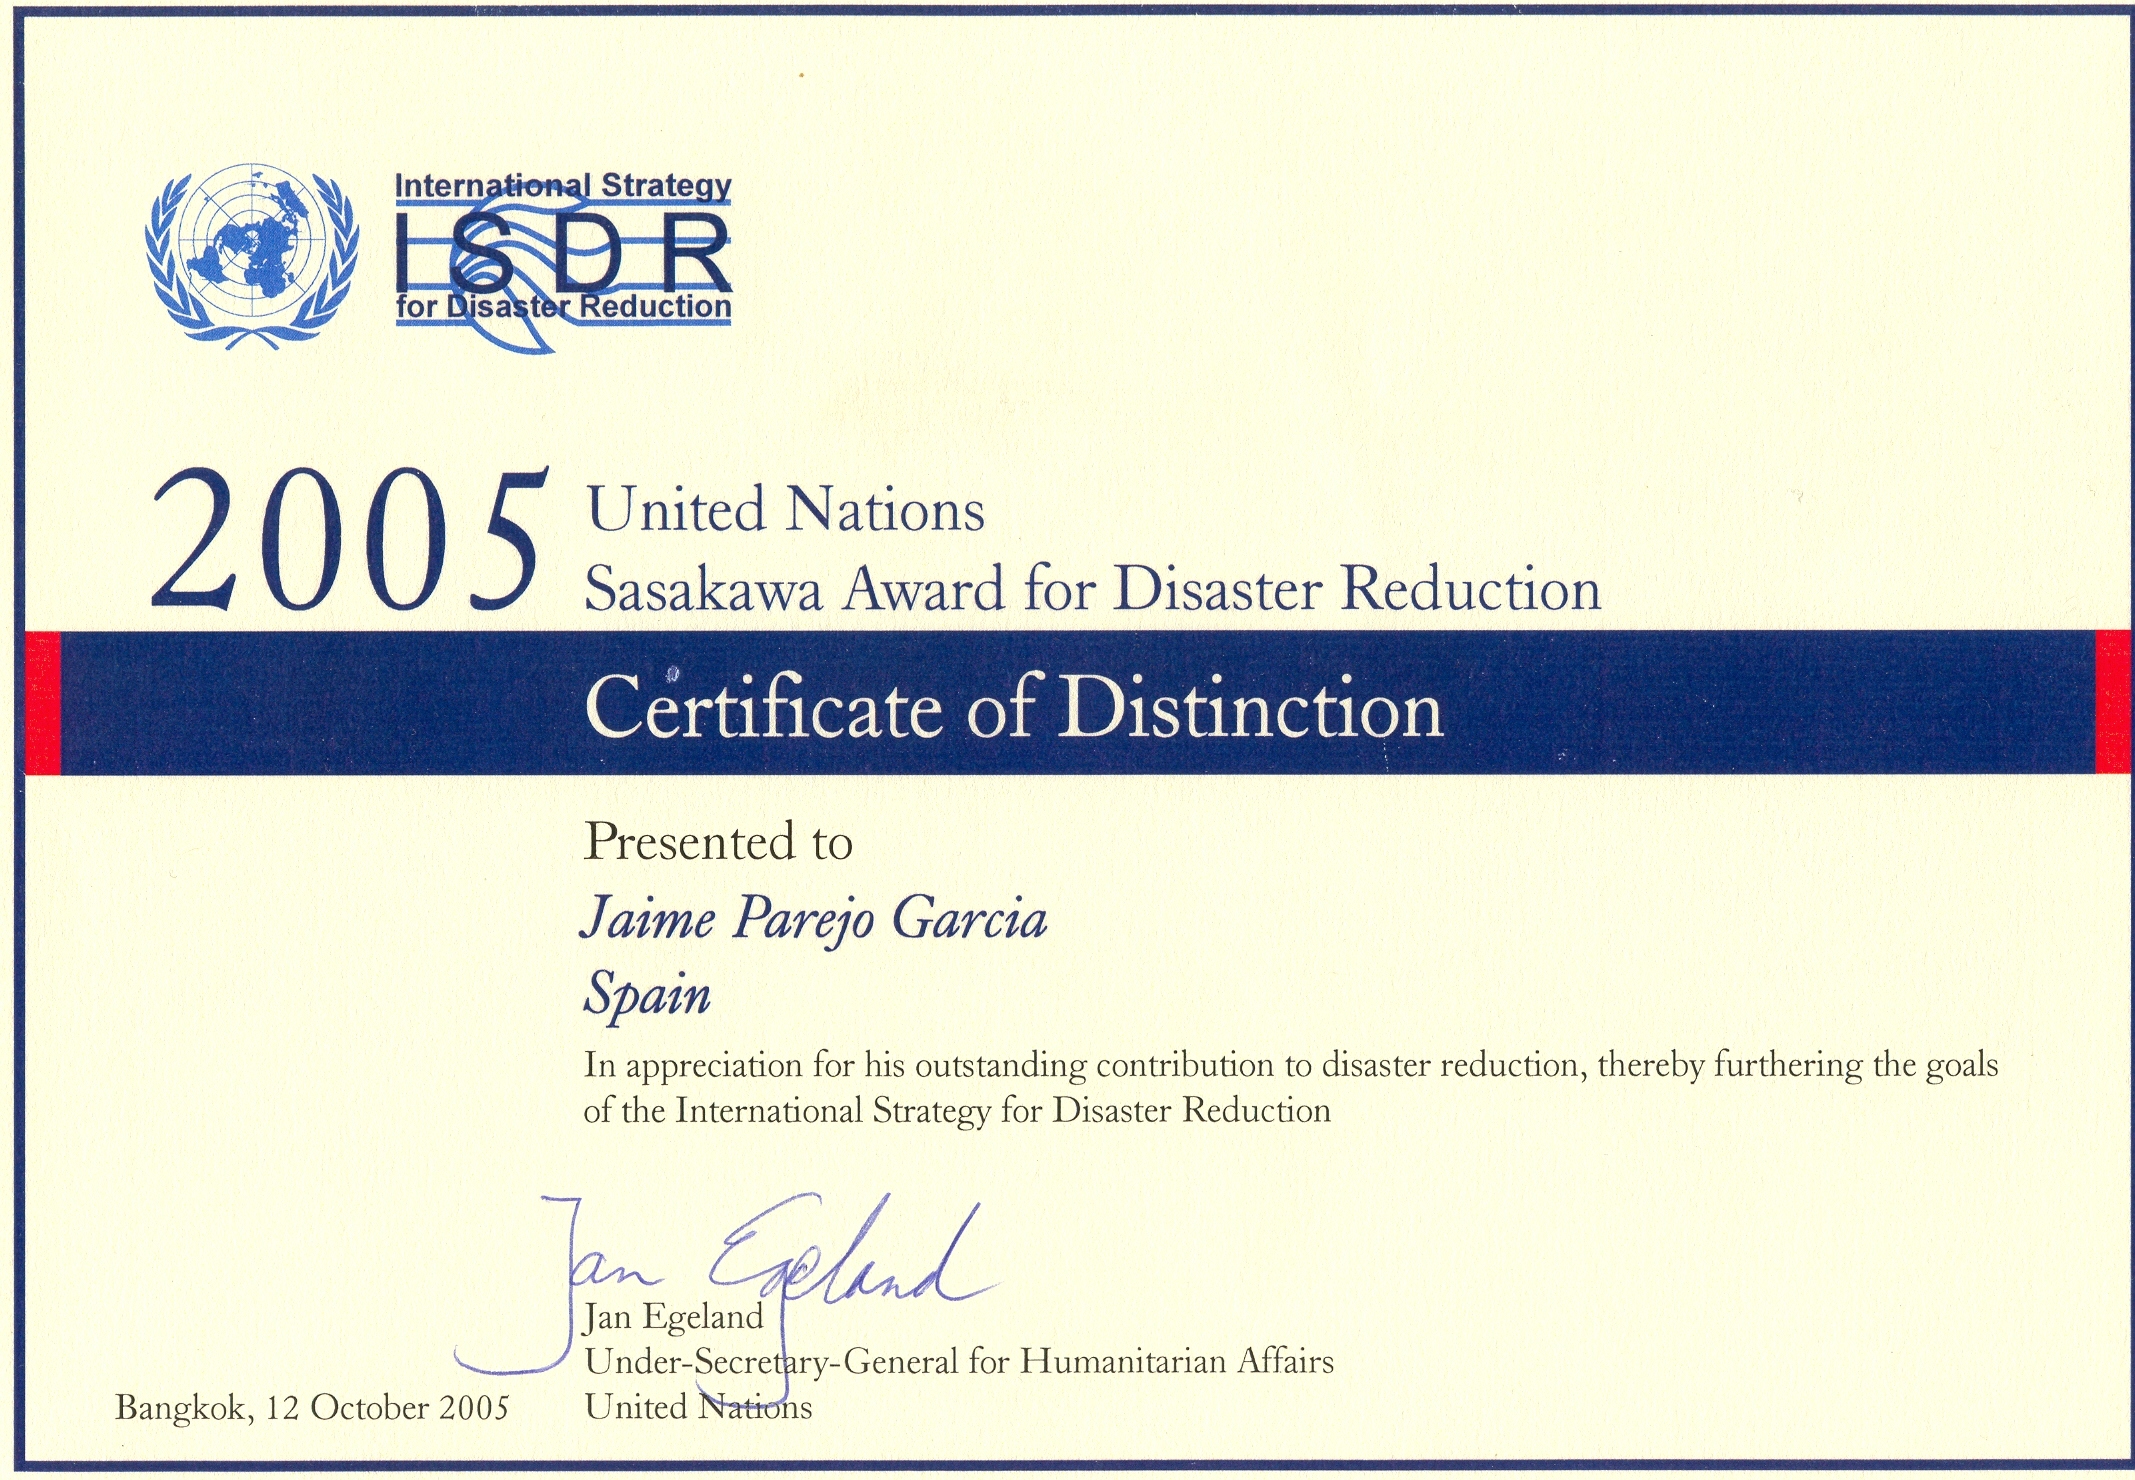 International Strategy
ISDR
for Disaster Reduction
2005 United Nations
Sasakawa Award for Disaster Reduction
Certificate of Distinction
Presented to
Jaime Parejo Garcia
Spain
In appreciation for his outstanding contribution to disaster reduction, thereby furthering the goals
of the International Strategy for Disaster Reduction
Jan Egeland
Jan Egeland
Under-Secretary-General for Humanitarian Affairs
United Nations
Bangkok, 12 October 2005